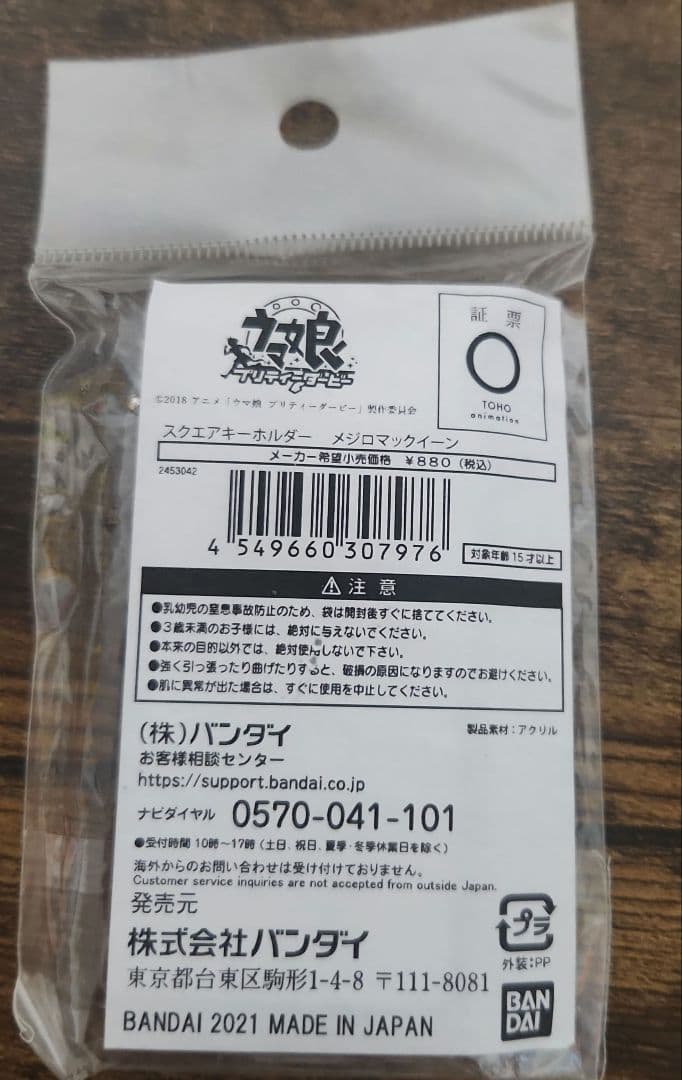 ウマ娘
プリティーダービー
証票
TOHO
animation
©2018 アニメ「ウマ娘 プリティーダービー」製作委員会
スクエアキーホルダー メジロマックイーン
メーカー希望小売価格 ¥880(税込)
2453042
4 549660 307976
対象年齢15才以上
⚠注意
●乳幼児の窒息事故防止のため、袋は開封後すぐに捨ててください。
●3歳未満のお子様には、絶対に与えないでください。
●本来の目的以外では、絶対使用しないで下さい。
●強く引っ張ったり曲げたりすると、破損の原因になりますのでお避けください。
●肌に異常が出た場合は、すぐに使用を中止してください。
(株)バンダイ
製品素材:アクリル
お客様相談センター
https://support.bandai.co.jp
ナビダイヤル 0570-041-101
●受付時間 10時~17時(土日、祝日、夏季・冬季休業日を除く)
海外からのお問い合わせは受け付けておりません。
Customer service inquiries are not accepted from outside Japan.
発売元
株式会社バンダイ
東京都台東区駒形1-4-8 〒111-8081
BANDAI 2021 MADE IN JAPAN
プラ
外装:PP
BAN
DAI